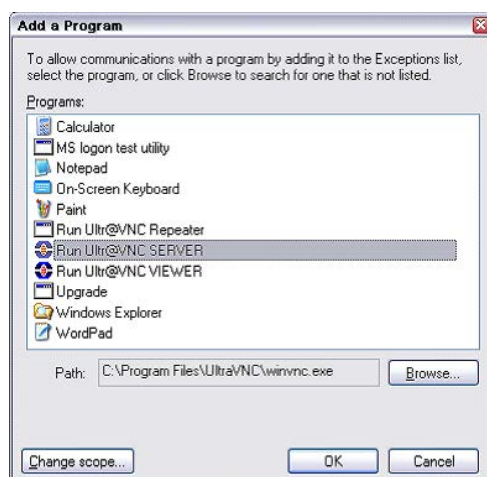 Add a Program
To allow communications with a program by adding it to the Exceptions list,
select the program, or click Browse to search for one that is not listed.
Programs:
Calculator
MS logon test utility
Notepad
On-Screen Keyboard
Paint
Run Ultr@VNC Repeater
Run Ultr@VNC SERVER
Run Ultr@VNC VIEWER
Upgrade
Windows Explorer
WordPad
Path: C:\Program Files\UltraVNC\winvnc.exe Browse...
Change scope... OK Cancel